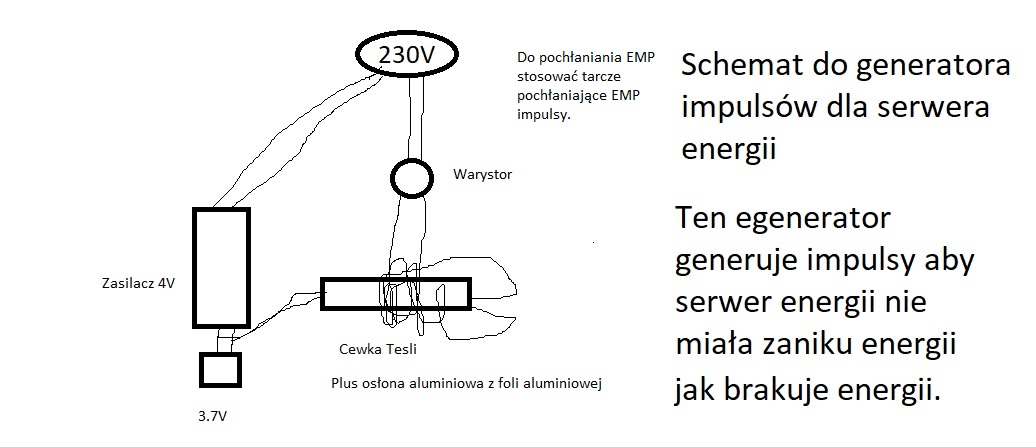 230V
Do pochłaniania EMP
stosować tarcze
pochłaniające EMP
impulsy.
Schemat do generatora
impulsów dla serwera
energii
Warystor
Ten egenerator
generuje impulsy aby
serwer energii nie
miała zaniku energii
jak brakuje energii.
Zasilacz 4V
Cewka Tesli
Plus osłona aluminiowa z foli aluminiowej
3.7V